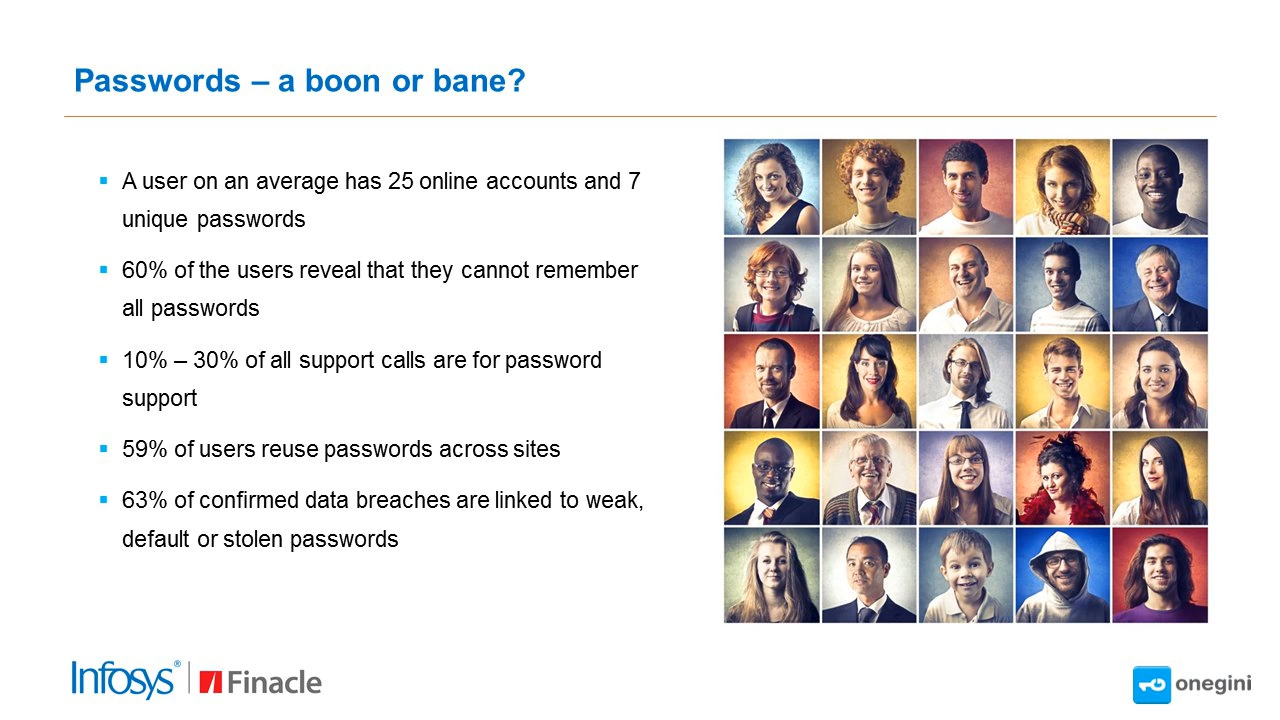 Passwords – a boon or bane?
A user on an average has 25 online accounts and 7
unique passwords
60% of the users reveal that they cannot remember
all passwords
10% – 30% of all support calls are for password
support
59% of users reuse passwords across sites
63% of confirmed data breaches are linked to weak,
default or stolen passwords
Infosys® | Finacle
onegini